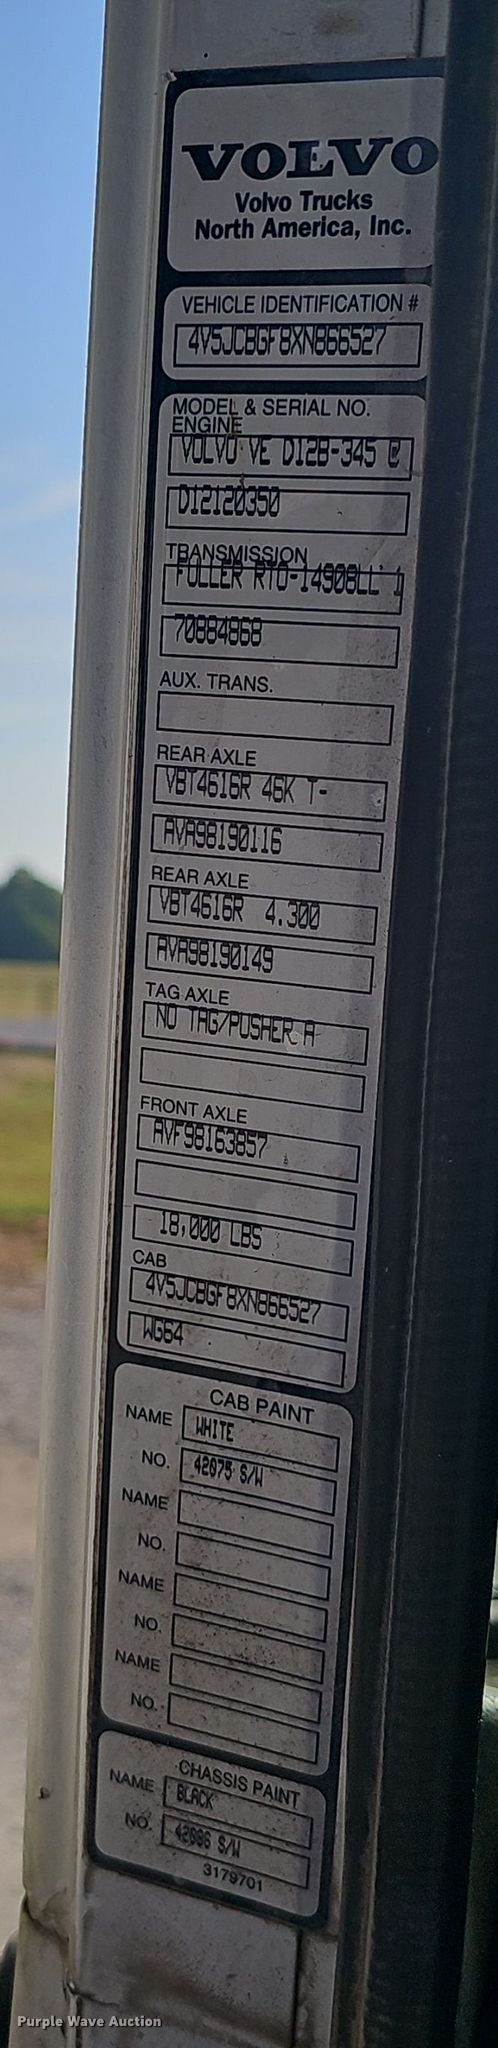 VOLVO
Volvo Trucks
North America, Inc.
VEHICLE IDENTIFICATION #
4V5JCBGF8XN866527
MODEL & SERIAL NO.
ENGINE
VOLVO VE D12B-345 B
D12120350
TRANSMISSION
FULLER RTO-14908LL 1
70884868
AUX. TRANS.
REAR AXLE
VBT4616R 46K T-
AVA98190116
REAR AXLE
VBT4616R 4.300
AVA98190149
TAG AXLE
NO TAG/PUSHER A
FRONT AXLE
AVF98163857
18,000 LBS
CAB
4V5JCBGF8XN866527
WG64
CAB PAINT
NAME WHITE
NO. 42075 S/W
NAME
NO.
NAME
NO.
NAME
NO.
CHASSIS PAINT
NAME BLACK
NO. 42096 S/W
3179701
Purple Wave Auction